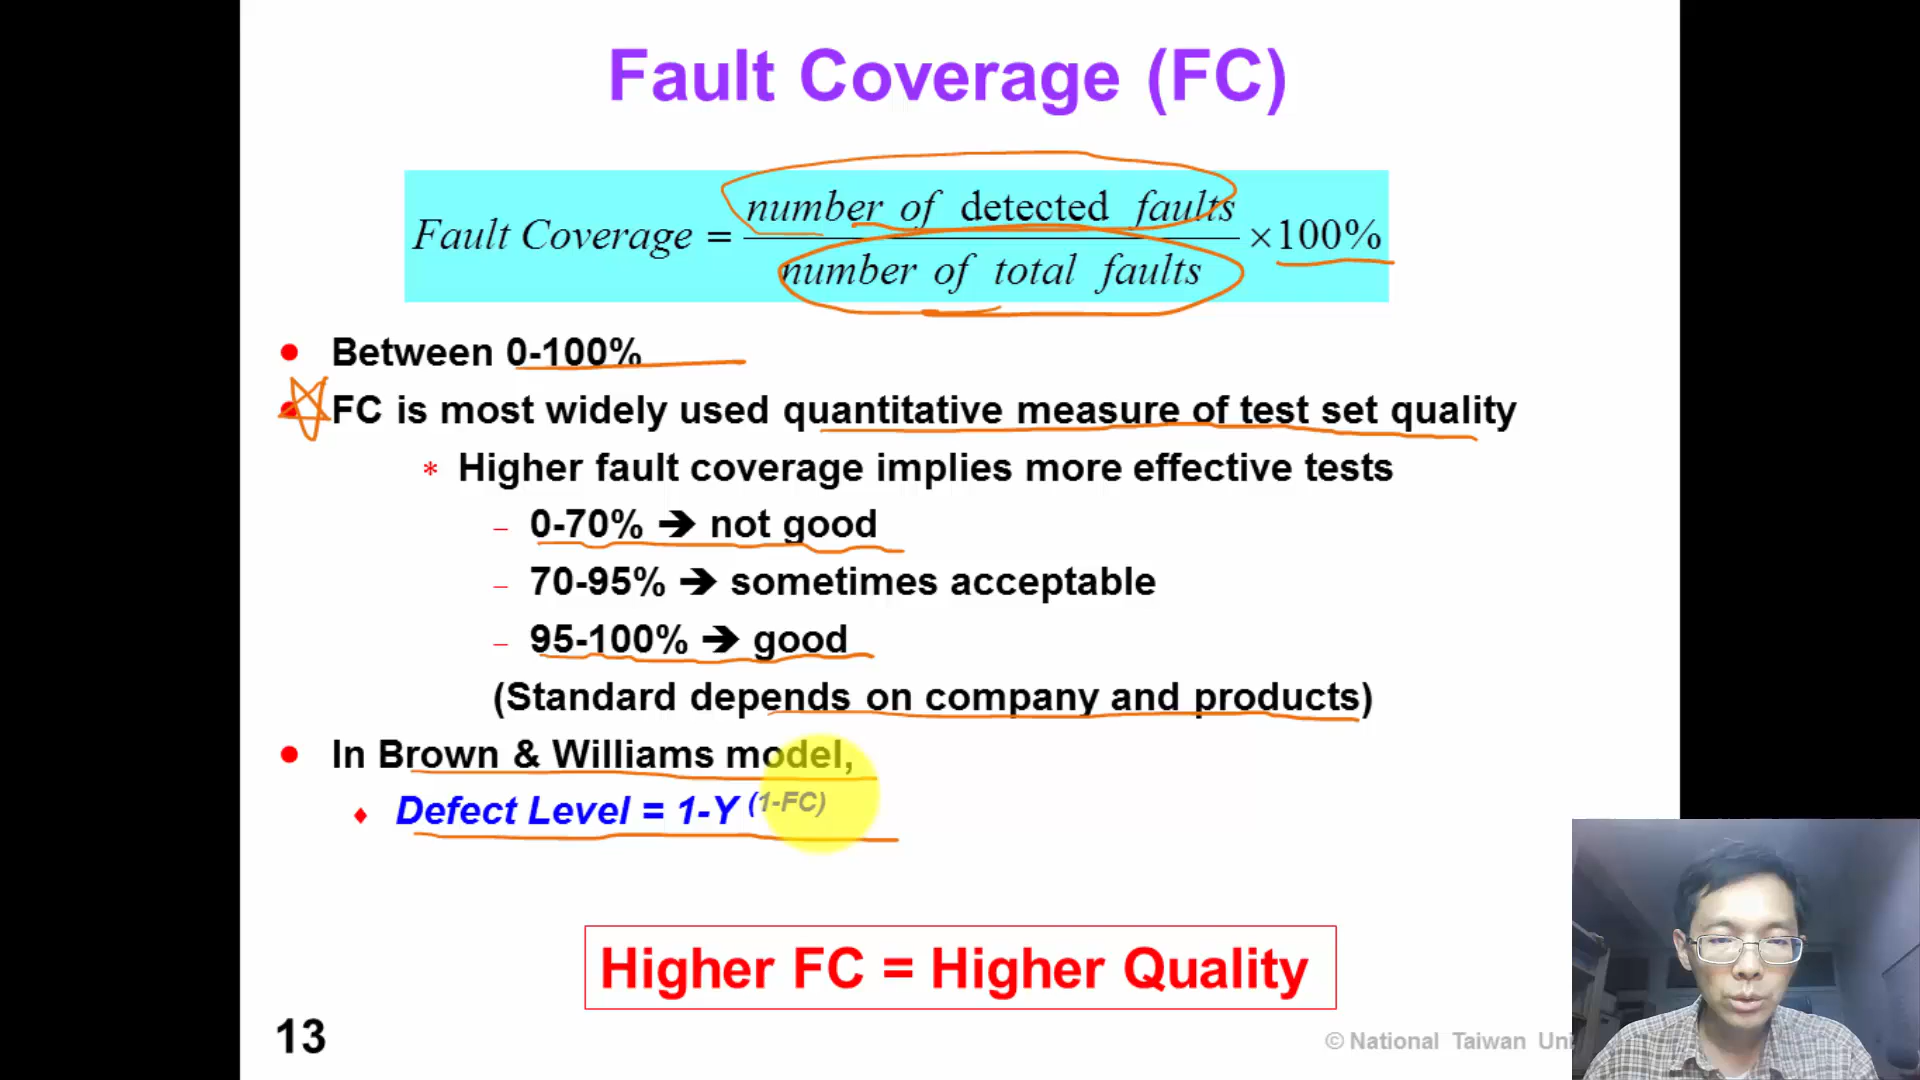 Fault Coverage (FC)
Fault Coverage = number of detected faults / number of total faults ×100%
• Between 0-100%
• FC is most widely used quantitative measure of test set quality
* Higher fault coverage implies more effective tests
– 0-70% ➔ not good
– 70-95% ➔ sometimes acceptable
– 95-100% ➔ good
(Standard depends on company and products)
• In Brown & Williams model,
♦ Defect Level = 1-Y (1-FC)
Higher FC = Higher Quality
13
© National Taiwan Uni